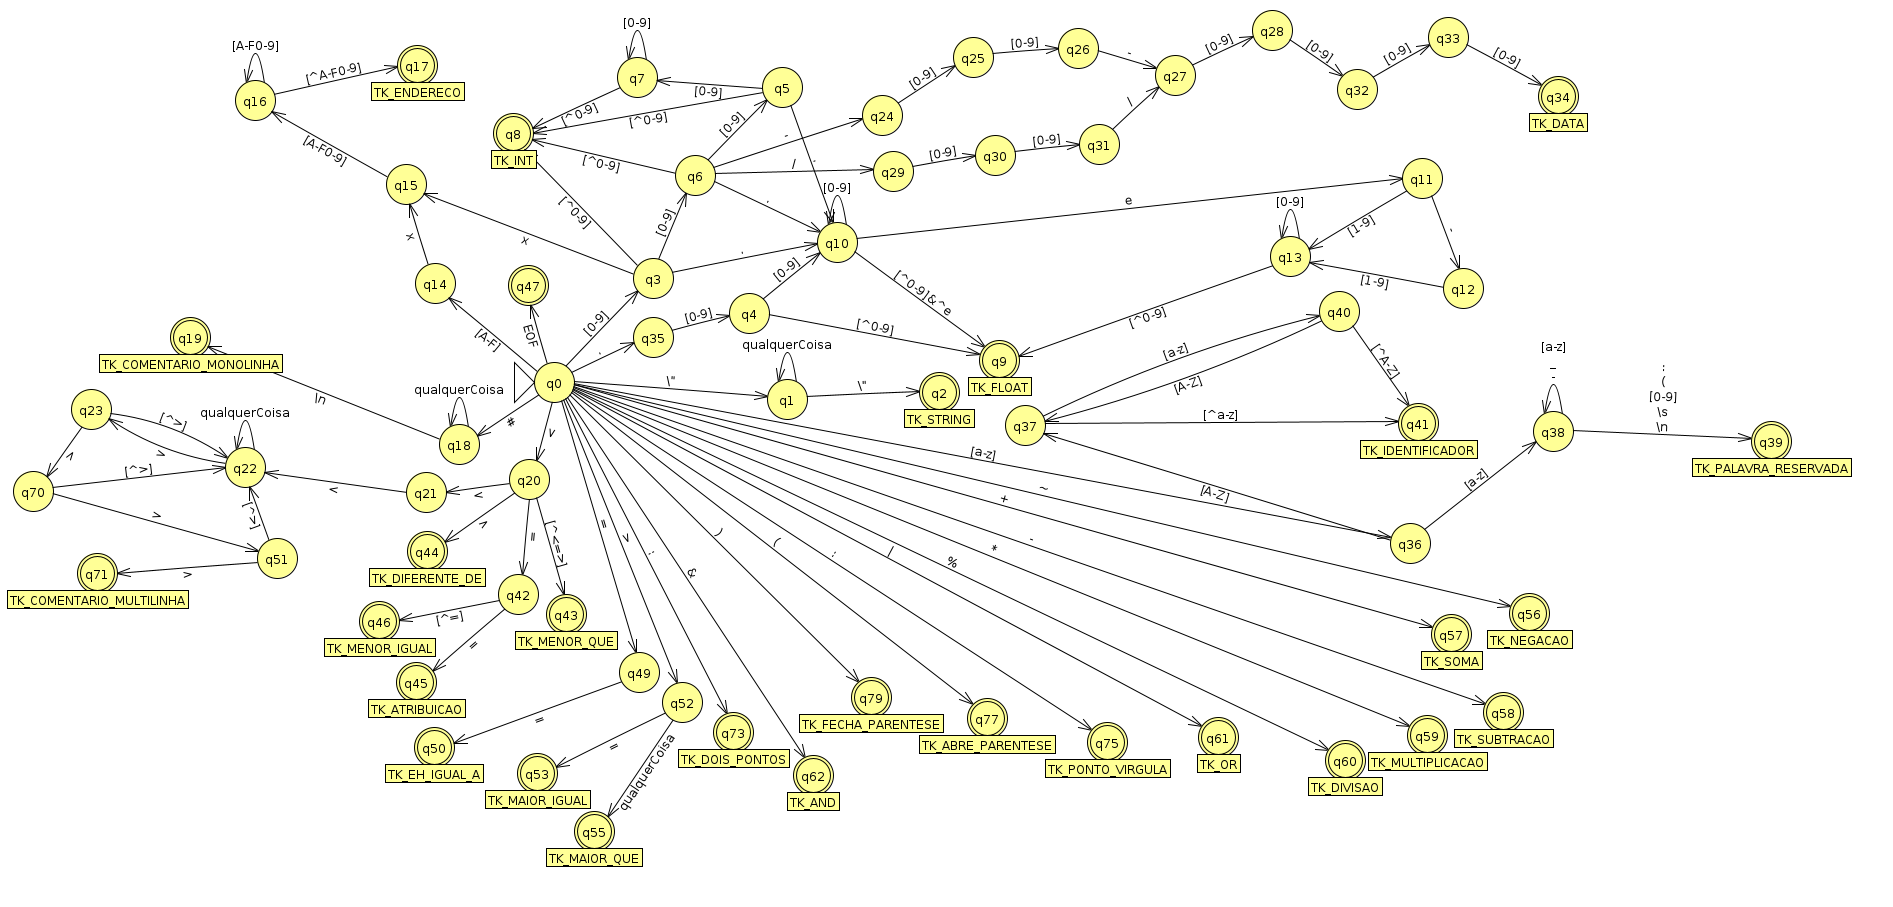 [0-9]
q28
[0-9]
q33
[0-9]
[A-F0-9]
q17
[^A-F0-9]
TK_ENDERECO
q16
q7
[0-9]
[^0-9]
q5
[^0-9]
q25
[0-9]
q26
-
[0-9]
q27
[0-9]
q32
[0-9]
q34
TK_DATA
q8
TK_INT
[0-9]
[^0-9]
-
q24
/
q29
[0-9]
q30
[0-9]
q31
/
.
[A-F0-9]
q15
x
x
[^0-9]
q6
[0-9]
.
[0-9]
q10
e
q11
[0-9]
[1-9]
-
q13
[1-9]
q12
q14
[A-F]
q47
EOF
q3
.
[0-9]
[0-9]
[^0-9]&^e
[^0-9]
q19
TK_COMENTARIO_MONOLINHA
\n
q0
.
q35
[0-9]
q4
[^0-9]
q9
TK_FLOAT
q40
[a-z]
[A-Z]
[^A-Z]
qualquerCoisa
q1
\"
\"
q2
TK_STRING
qualquerCoisa
q18
#
q23
[^>]
>
<
qualquerCoisa
q22
q70
[^>]
>
[^>]
q51
>
q71
TK_COMENTARIO_MULTILINHA
q21
<
<
q20
<
>
q44
TK_DIFERENTE_DE
=
[^<=>]
q42
[^=]
q46
TK_MENOR_IGUAL
=
q45
TK_ATRIBUICAO
q43
TK_MENOR_QUE
q37
[^a-z]
q41
TK_IDENTIFICADOR
[a-z]
[A-Z]
q36
[a-z]
[a-z]
_
-
q38
:
(
[0-9]
\s
\n
q39
TK_PALAVRA_RESERVADA
=
>
:
&
)
(
;
|
%
*
-
+
~
q49
=
q50
TK_EH_IGUAL_A
q52
=
q53
TK_MAIOR_IGUAL
qualquerCoisa
q55
TK_MAIOR_QUE
q73
TK_DOIS_PONTOS
q62
TK_AND
q79
TK_FECHA_PARENTESE
q77
TK_ABRE_PARENTESE
q75
TK_PONTO_VIRGULA
q61
TK_OR
q60
TK_DIVISAO
q59
TK_MULTIPLICACAO
q58
TK_SUBTRACAO
q57
TK_SOMA
q56
TK_NEGACAO